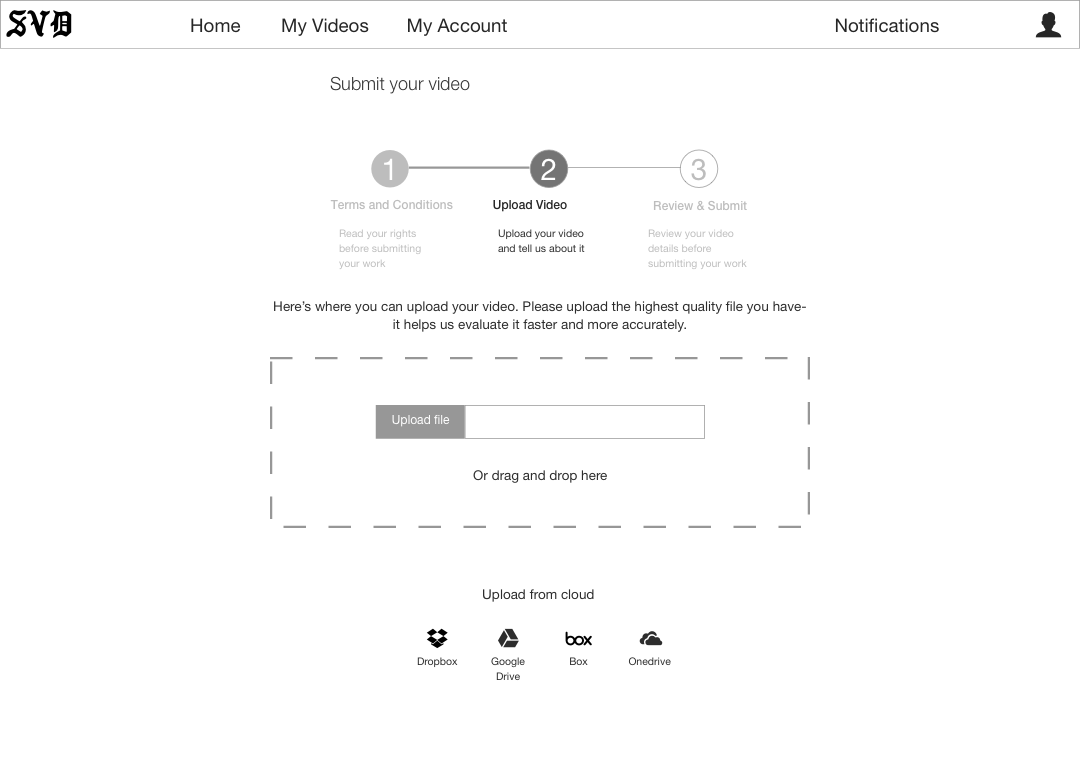 SVD Home My Videos My Account Notifications
Submit your video
1 2 3
Terms and Conditions Upload Video Review & Submit
Read your rights
before submitting
your work
Upload your video
and tell us about it
Review your video
details before
submitting your work
Here’s where you can upload your video. Please upload the highest quality file you have-
it helps us evaluate it faster and more accurately.
Upload file
Or drag and drop here
Upload from cloud
box
Dropbox
Google
Drive
Box
Onedrive